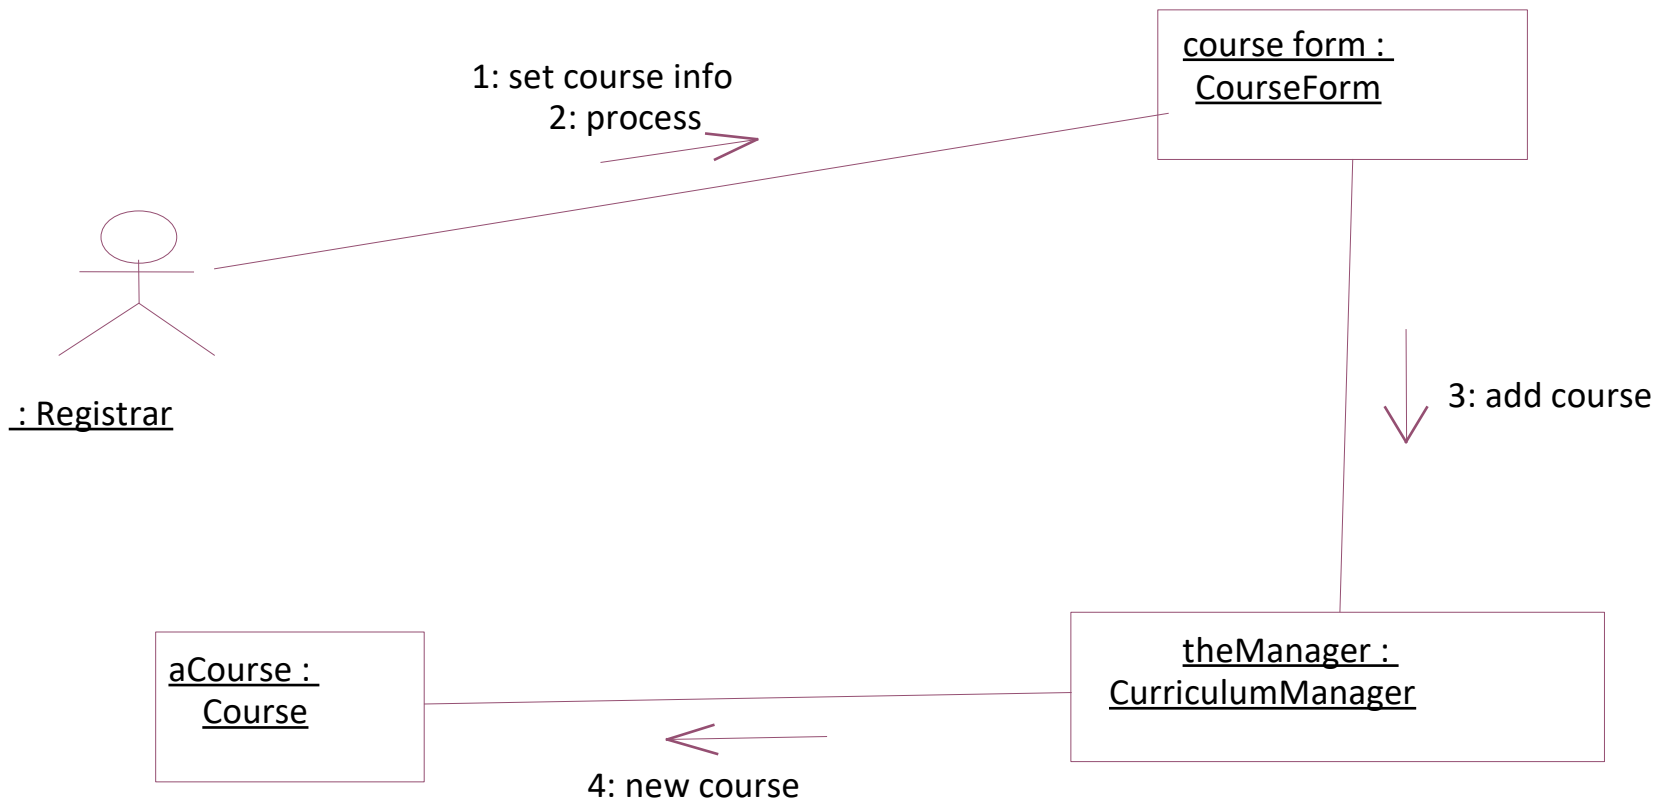 course form :
CourseForm
1: set course info
2: process
: Registrar
3: add course
theManager :
CurriculumManager
aCourse :
Course
4: new course